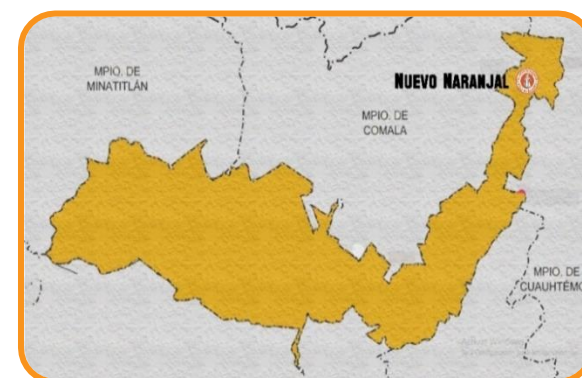 MPIO. DE
MINATITLÁN
NUEVO NARANJAL
MPIO. DE
COMALA
MPIO. DE
CUAUHTÉMO